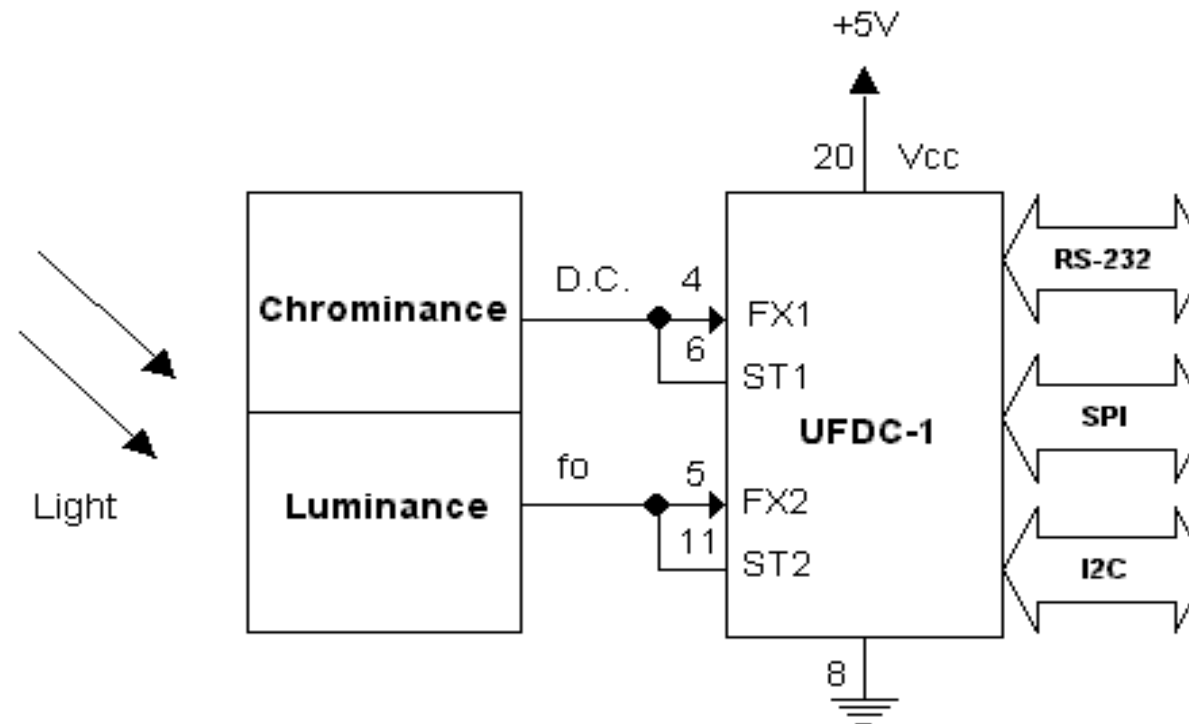 +5V
20 Vcc
Chrominance
D.C.
4
FX1
6
ST1
RS-232
UFDC-1
SPI
Light
Luminance
fo
5
FX2
11
ST2
I2C
8